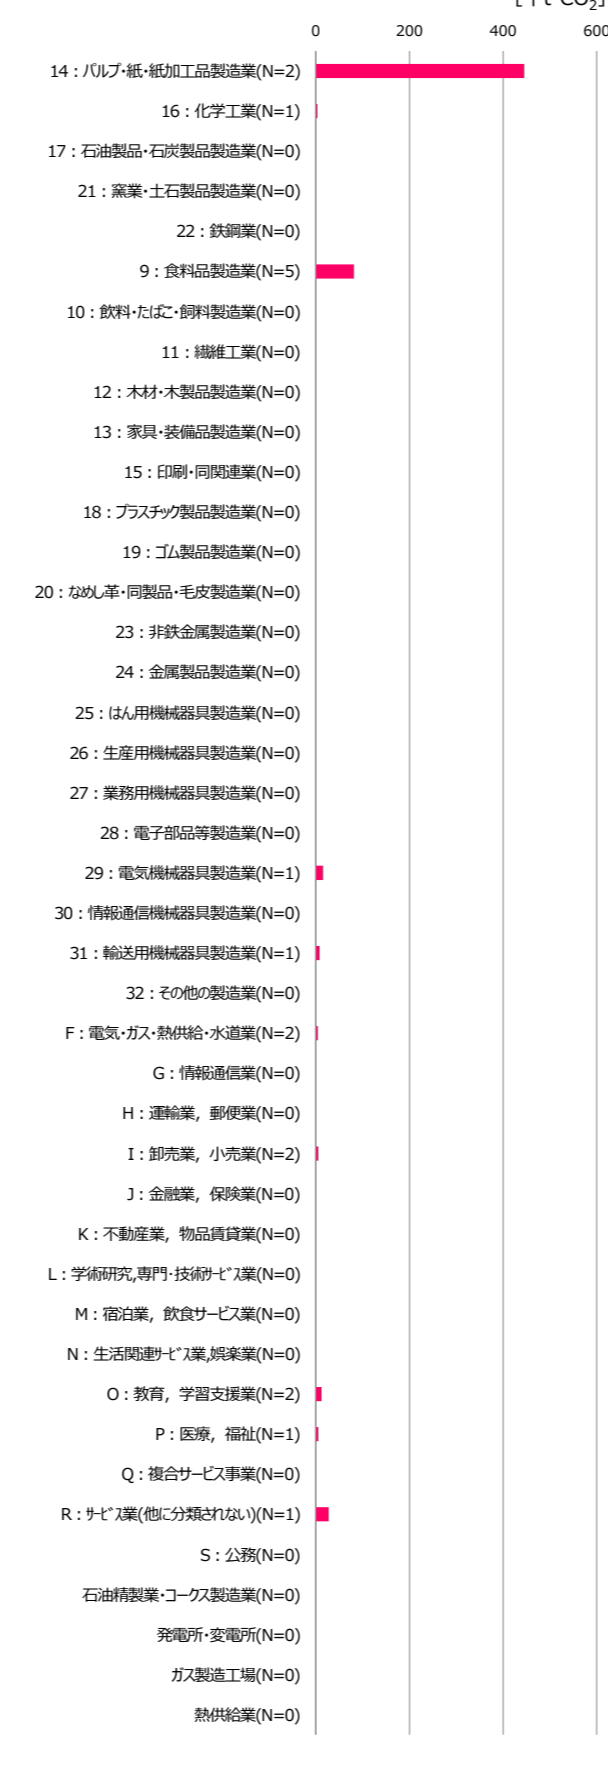 CO₂]
0 200 400 600
14：パルプ・紙・紙加工品製造業(N=2)
16：化学工業(N=1)
17：石油製品・石炭製品製造業(N=0)
21：窯業・土石製品製造業(N=0)
22：鉄鋼業(N=0)
9：食料品製造業(N=5)
10：飲料・たばこ・飼料製造業(N=0)
11：繊維工業(N=0)
12：木材・木製品製造業(N=0)
13：家具・装備品製造業(N=0)
15：印刷・同関連業(N=0)
18：プラスチック製品製造業(N=0)
19：ゴム製品製造業(N=0)
20：なめし革・同製品・毛皮製造業(N=0)
23：非鉄金属製造業(N=0)
24：金属製品製造業(N=0)
25：はん用機械器具製造業(N=0)
26：生産用機械器具製造業(N=0)
27：業務用機械器具製造業(N=0)
28：電子部品等製造業(N=0)
29：電気機械器具製造業(N=1)
30：情報通信機械器具製造業(N=0)
31：輸送用機械器具製造業(N=1)
32：その他の製造業(N=0)
F：電気・ガス・熱供給・水道業(N=2)
G：情報通信業(N=0)
H：運輸業，郵便業(N=0)
I：卸売業，小売業(N=2)
J：金融業，保険業(N=0)
K：不動産業，物品賃貸業(N=0)
L：学術研究,専門・技術ｻｰﾋﾞｽ業(N=0)
M：宿泊業，飲食サービス業(N=0)
N：生活関連ｻｰﾋﾞｽ業,娯楽業(N=0)
O：教育，学習支援業(N=2)
P：医療，福祉(N=1)
Q：複合サービス事業(N=0)
R：ｻｰﾋﾞｽ業(他に分類されない)(N=1)
S：公務(N=0)
石油精製業・コークス製造業(N=0)
発電所・変電所(N=0)
ガス製造工場(N=0)
熱供給業(N=0)